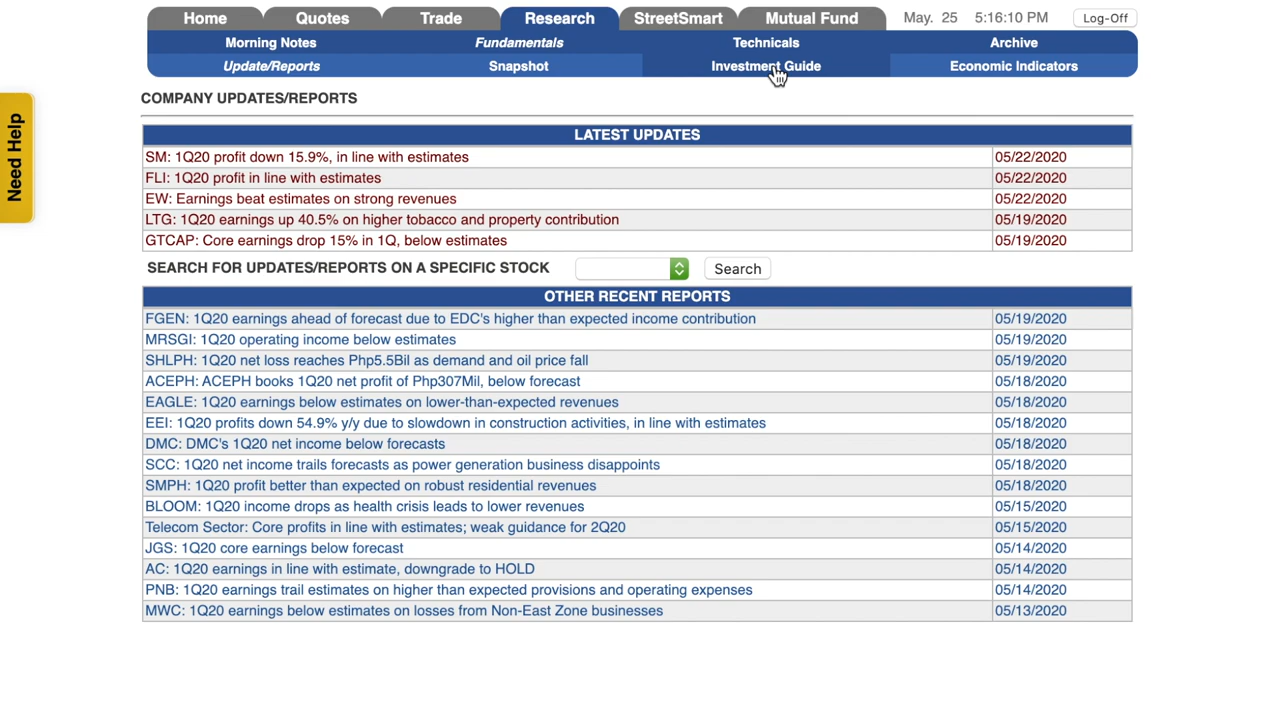 Home Quotes Trade Research StreetSmart Mutual Fund May. 25 5:16:10 PM Log-Off
Morning Notes Fundamentals Technicals Archive
Update/Reports Snapshot Investment Guide Economic Indicators
Need Help
COMPANY UPDATES/REPORTS
LATEST UPDATES
SM: 1Q20 profit down 15.9%, in line with estimates 05/22/2020
FLI: 1Q20 profit in line with estimates 05/22/2020
EW: Earnings beat estimates on strong revenues 05/22/2020
LTG: 1Q20 earnings up 40.5% on higher tobacco and property contribution 05/19/2020
GTCAP: Core earnings drop 15% in 1Q, below estimates 05/19/2020
SEARCH FOR UPDATES/REPORTS ON A SPECIFIC STOCK Search
OTHER RECENT REPORTS
FGEN: 1Q20 earnings ahead of forecast due to EDC's higher than expected income contribution 05/19/2020
MRSGI: 1Q20 operating income below estimates 05/19/2020
SHLPH: 1Q20 net loss reaches Php5.5Bil as demand and oil price fall 05/19/2020
ACEPH: ACEPH books 1Q20 net profit of Php307Mil, below forecast 05/18/2020
EAGLE: 1Q20 earnings below estimates on lower-than-expected revenues 05/18/2020
EEI: 1Q20 profits down 54.9% y/y due to slowdown in construction activities, in line with estimates 05/18/2020
DMC: DMC's 1Q20 net income below forecasts 05/18/2020
SCC: 1Q20 net income trails forecasts as power generation business disappoints 05/18/2020
SMPH: 1Q20 profit better than expected on robust residential revenues 05/18/2020
BLOOM: 1Q20 income drops as health crisis leads to lower revenues 05/15/2020
Telecom Sector: Core profits in line with estimates; weak guidance for 2Q20 05/15/2020
JGS: 1Q20 core earnings below forecast 05/14/2020
AC: 1Q20 earnings in line with estimate, downgrade to HOLD 05/14/2020
PNB: 1Q20 earnings trail estimates on higher than expected provisions and operating expenses 05/14/2020
MWC: 1Q20 earnings below estimates on losses from Non-East Zone businesses 05/13/2020